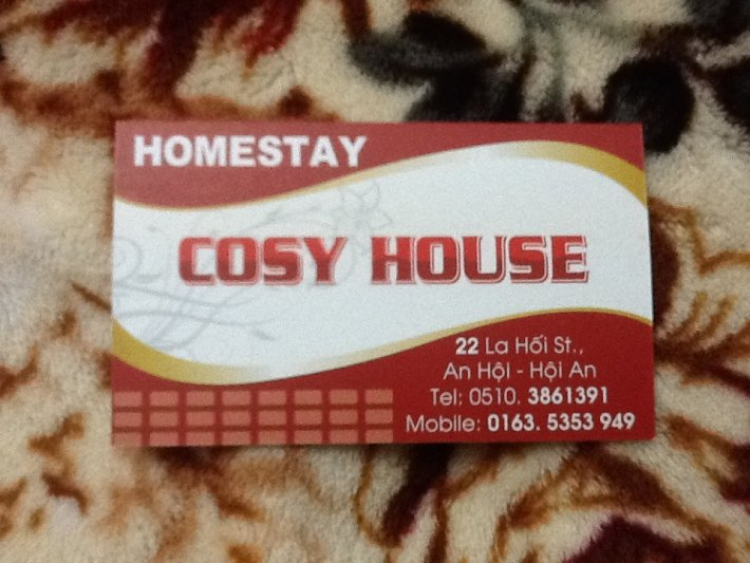 HOMESTAY
COSY HOUSE
22 La Hối St.,
An Hội - Hội An
Tel: 0510. 3861391
Mobile: 0163. 5353 949